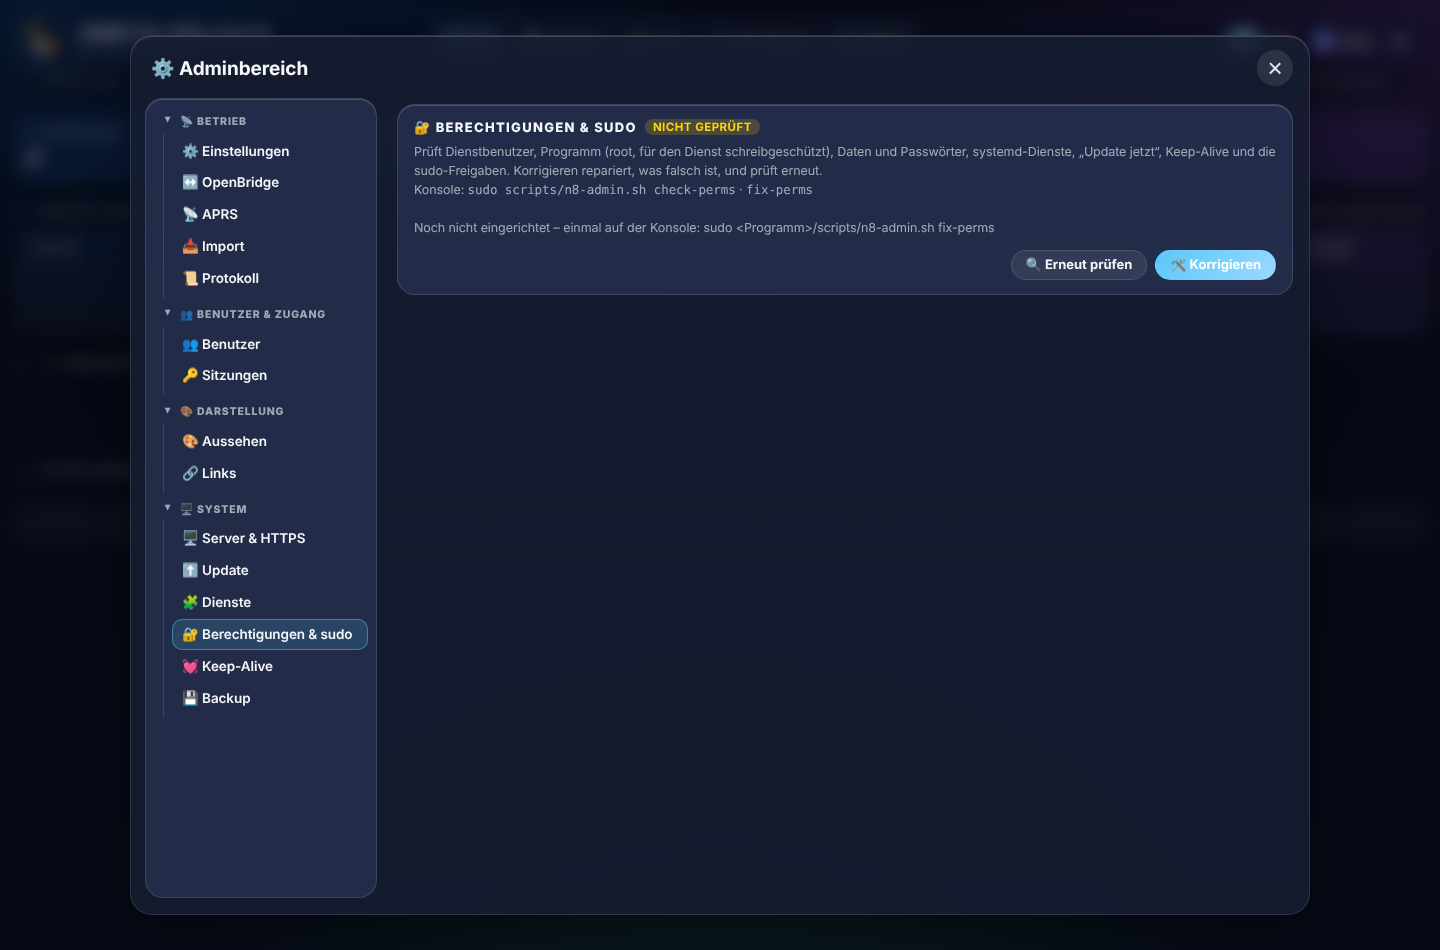 Adminbereich
BETRIEB
Einstellungen
OpenBridge
APRS
Import
Protokoll
BENUTZER & ZUGANG
Benutzer
Sitzungen
DARSTELLUNG
Aussehen
Links
SYSTEM
Server & HTTPS
Update
Dienste
Berechtigungen & sudo
Keep-Alive
Backup
BERECHTIGUNGEN & SUDO NICHT GEPRÜFT
Prüft Dienstbenutzer, Programm (root, für den Dienst schreibgeschützt), Daten und Passwörter, systemd-Dienste, „Update jetzt“, Keep-Alive und die
sudo-Freigaben. Korrigieren repariert, was falsch ist, und prüft erneut.
Konsole: sudo scripts/n8-admin.sh check-perms · fix-perms
Noch nicht eingerichtet – einmal auf der Konsole: sudo <Programm>/scripts/n8-admin.sh fix-perms
Erneut prüfen
Korrigieren